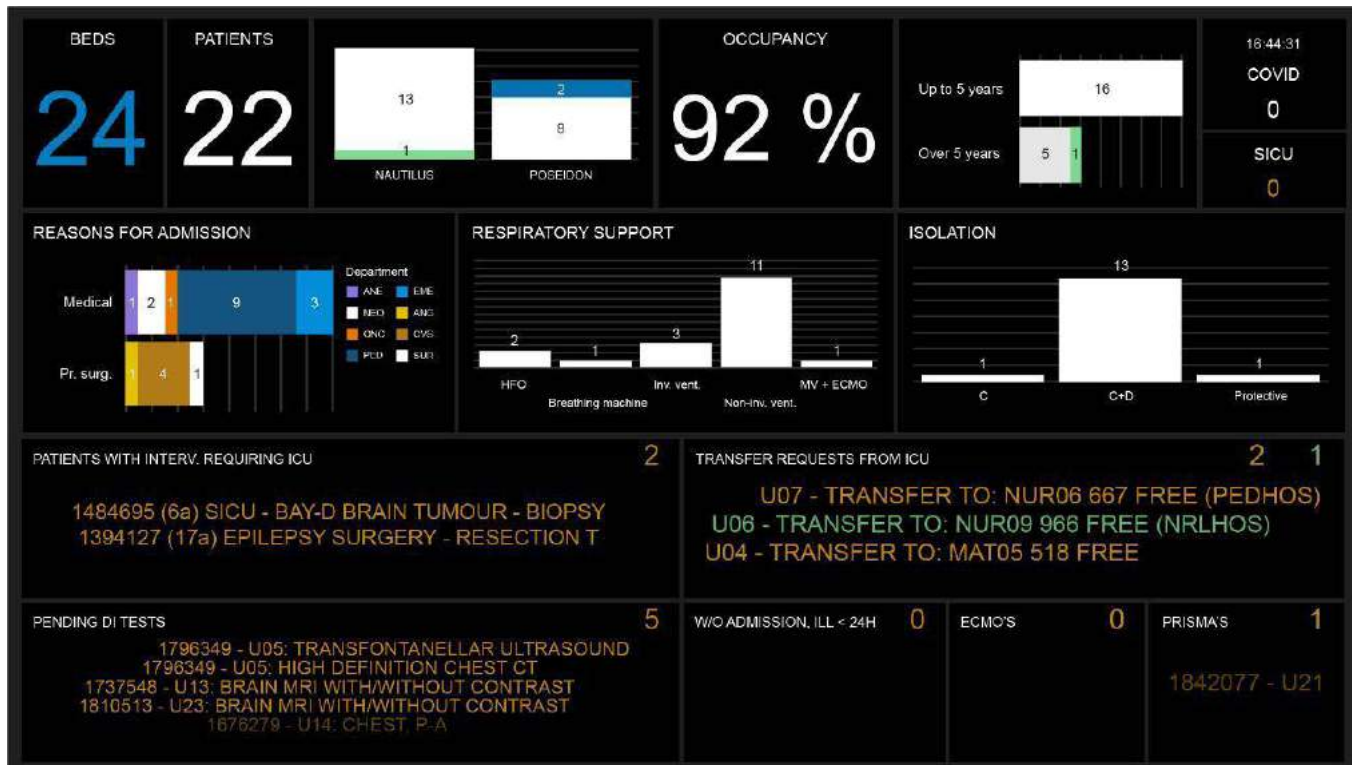 BEDS
24
PATIENTS
22
13
1
NAUTILUS
2
8
POSEIDON
OCCUPANCY
92 %
Up to 5 years
16
Over 5 years
5 1
16:44:31
COVID
0
SICU
0
REASONS FOR ADMISSION
Medical
1 2 1 9 3
Pr. surg.
1 4 1
Department
ANE EME
NEO ANG
ONC CVS
PED SUR
RESPIRATORY SUPPORT
2 1 3 11 1
HFO
Breathing machine
Inv. vent.
Non-inv. vent.
MV + ECMO
ISOLATION
1 13 1
C C+D Protective
PATIENTS WITH INTERV. REQUIRING ICU 2
1484695 (6a) SICU - BAY-D BRAIN TUMOUR - BIOPSY
1394127 (17a) EPILEPSY SURGERY - RESECTION T
TRANSFER REQUESTS FROM ICU 2 1
U07 - TRANSFER TO: NUR06 667 FREE (PEDHOS)
U06 - TRANSFER TO: NUR09 966 FREE (NRLHOS)
U04 - TRANSFER TO: MAT05 518 FREE
PENDING DI TESTS 5
1796349 - U05: TRANSFONTANELLAR ULTRASOUND
1796349 - U05: HIGH DEFINITION CHEST CT
1737548 - U13: BRAIN MRI WITH/WITHOUT CONTRAST
1810513 - U23: BRAIN MRI WITH/WITHOUT CONTRAST
1676279 - U14: CHEST, P-A
W/O ADMISSION, ILL < 24H 0
ECMO'S 0
PRISMA'S 1
1842077 - U21